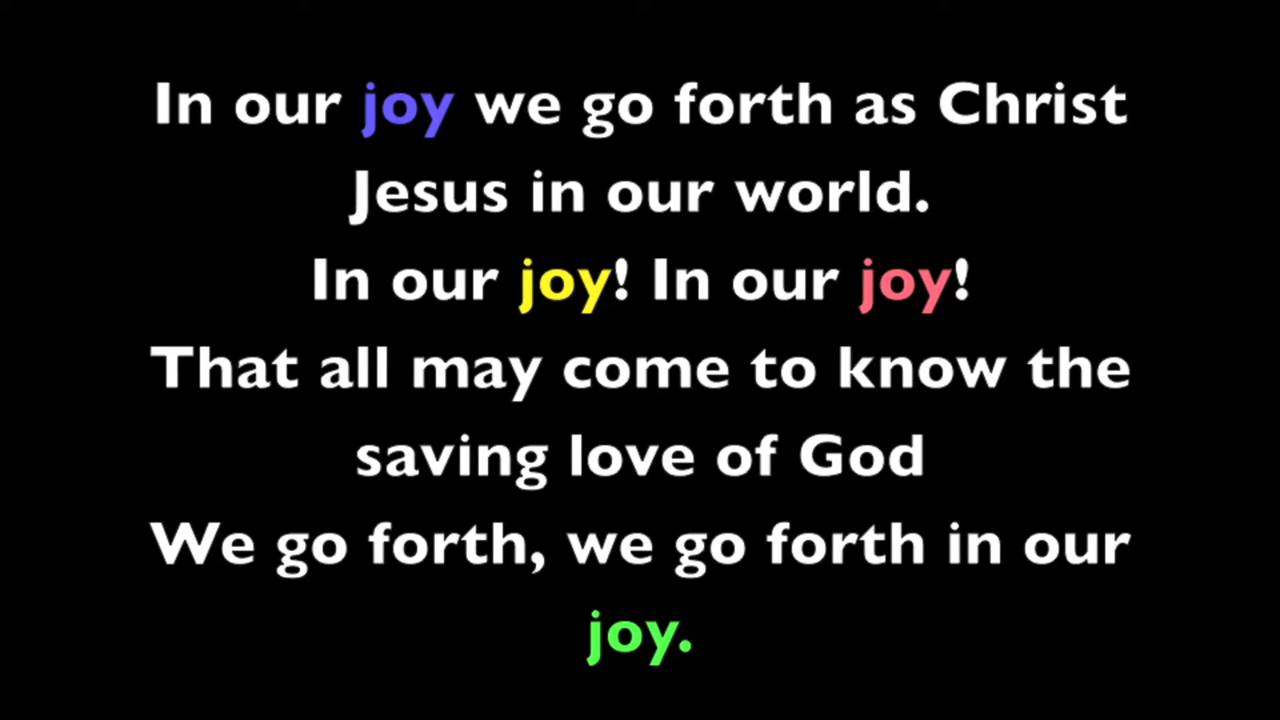 In our joy we go forth as Christ
Jesus in our world.
In our joy! In our joy!
That all may come to know the
saving love of God
We go forth, we go forth in our
joy.